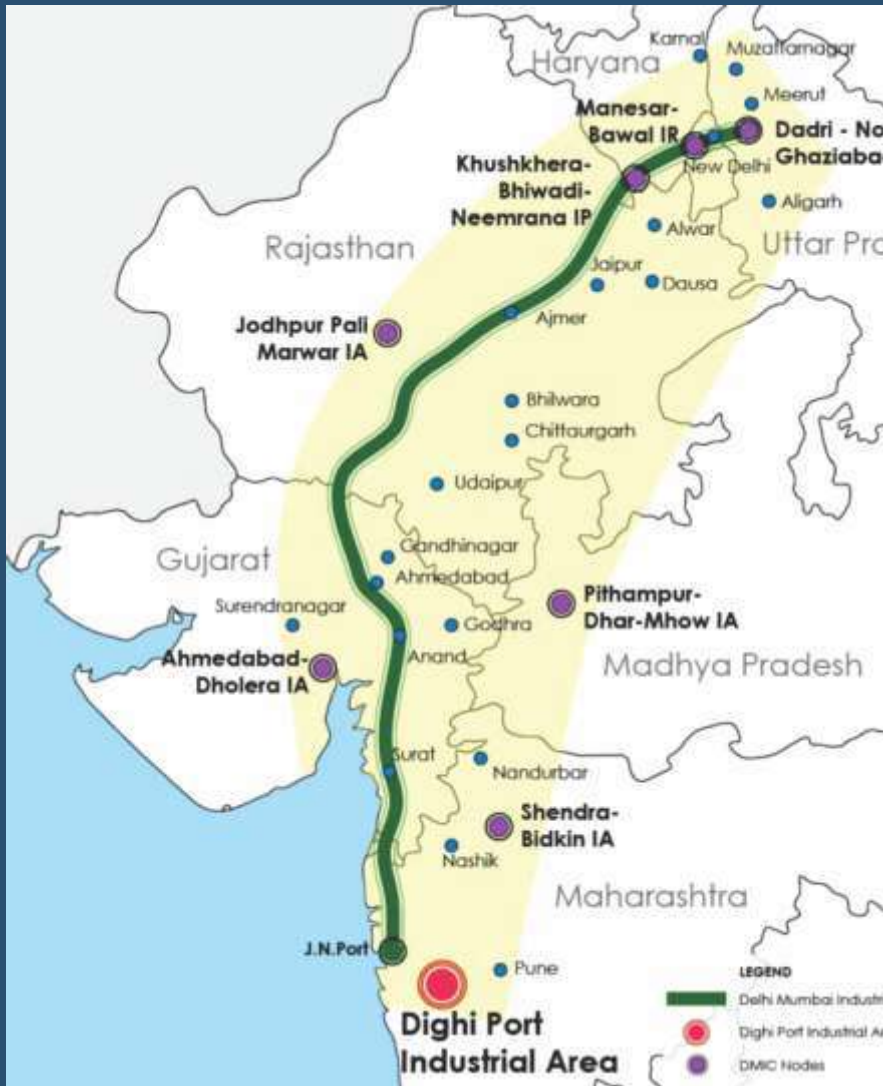 Karnal
Muzaffarnagar
Haryana
Meerut
Manesar-
Bawal IR
Dadri - No
Ghaziabad
New Delhi
Khushkhera-
Bhiwadi-
Neemrana IP
Aligarh
Alwar
Rajasthan
Uttar Pra
Jaipur
Dausa
Ajmer
Jodhpur Pali
Marwar IA
Bhilwara
Chittaurgarh
Udaipur
Gandhinagar
Gujarat
Ahmedabad
Surendranagar
Godhra
Pithampur-
Dhar-Mhow IA
Anand
Ahmedabad-
Dholera IA
Madhya Pradesh
Surat
Nandurbar
Shendra-
Bidkin IA
Nashik
Maharashtra
J.N.Port
Pune
Dighi Port
Industrial Area
LEGEND
Delhi Mumbai Industri
Dighi Port Industrial Ar
DMIC Nodes